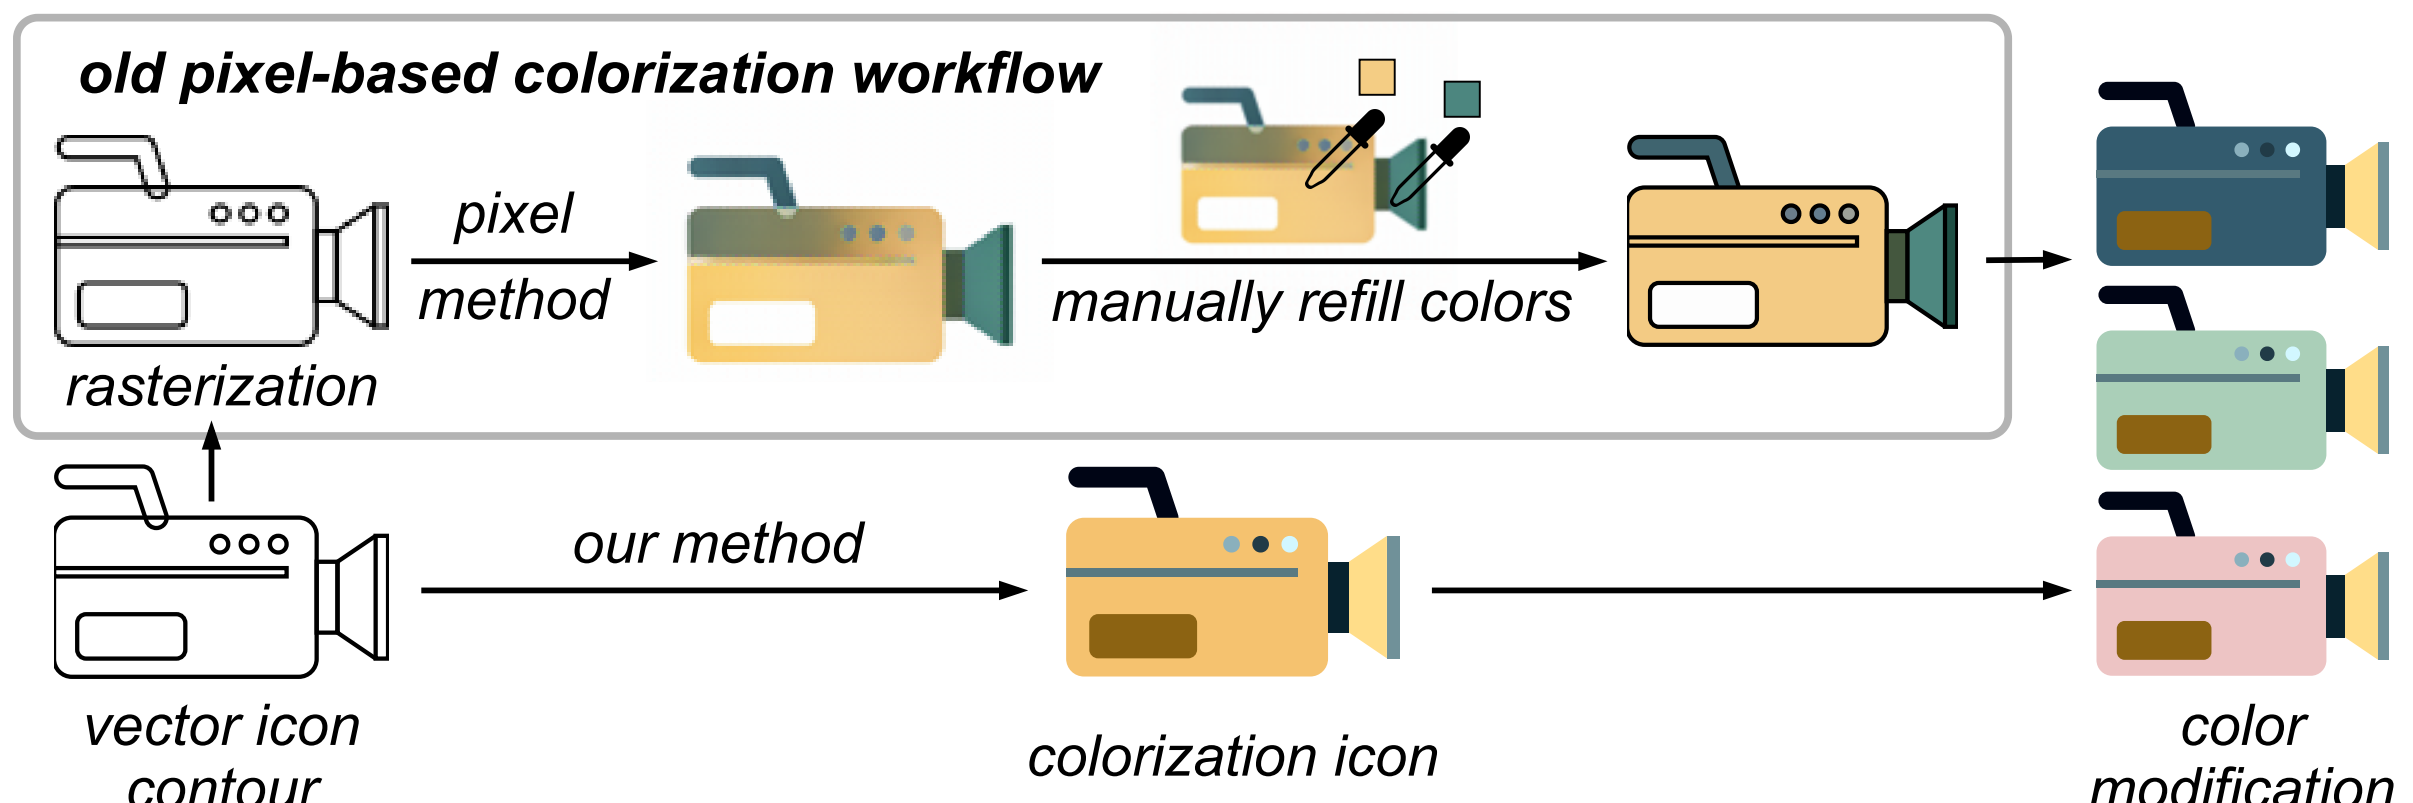 old pixel-based colorization workflow
pixel
method
manually refill colors
rasterization
our method
vector icon
contour
colorization icon
color
modification